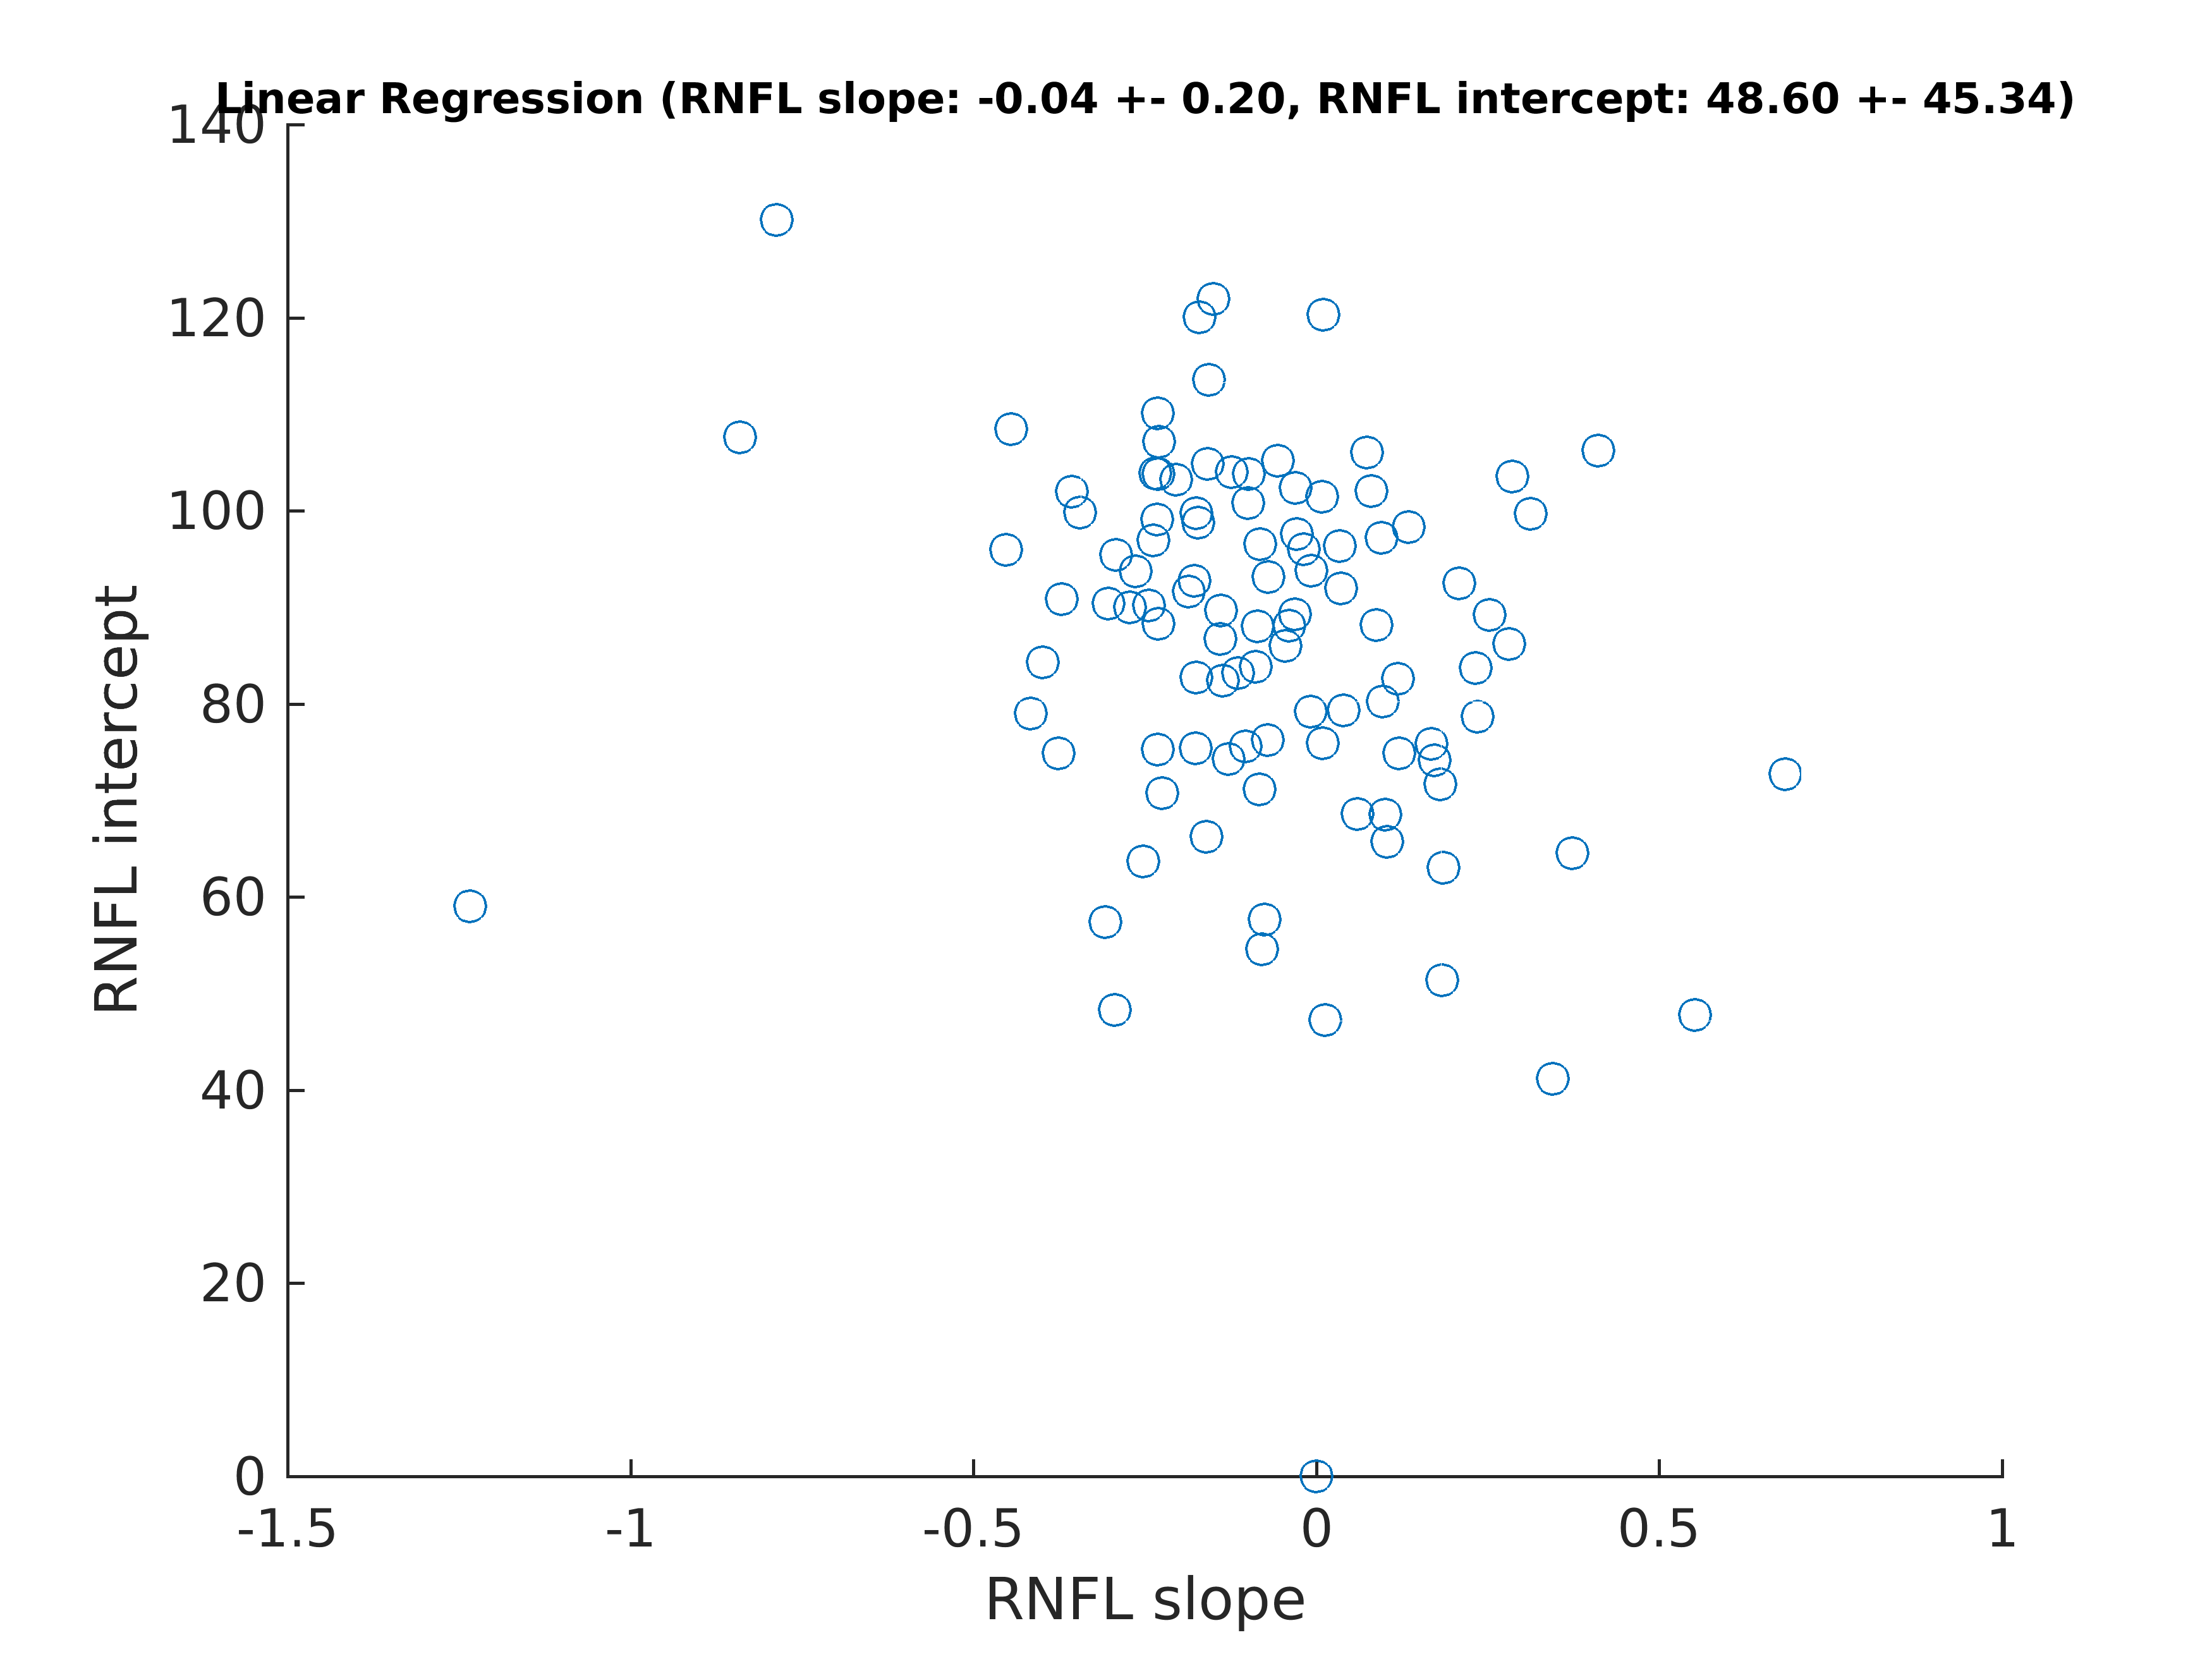 Linear Regression (RNFL slope: -0.04 +- 0.20, RNFL intercept: 48.60 +- 45.34)
140
120
100
80
60
40
20
0
RNFL intercept
-1.5 -1 -0.5 0 0.5 1
RNFL slope